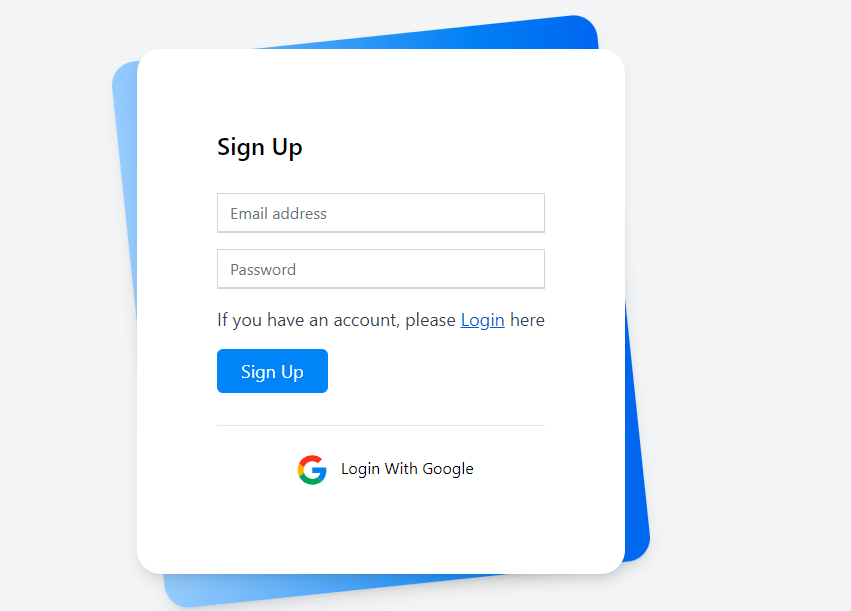 Sign Up
Email address
Password
If you have an account, please Login here
Sign Up
Login With Google